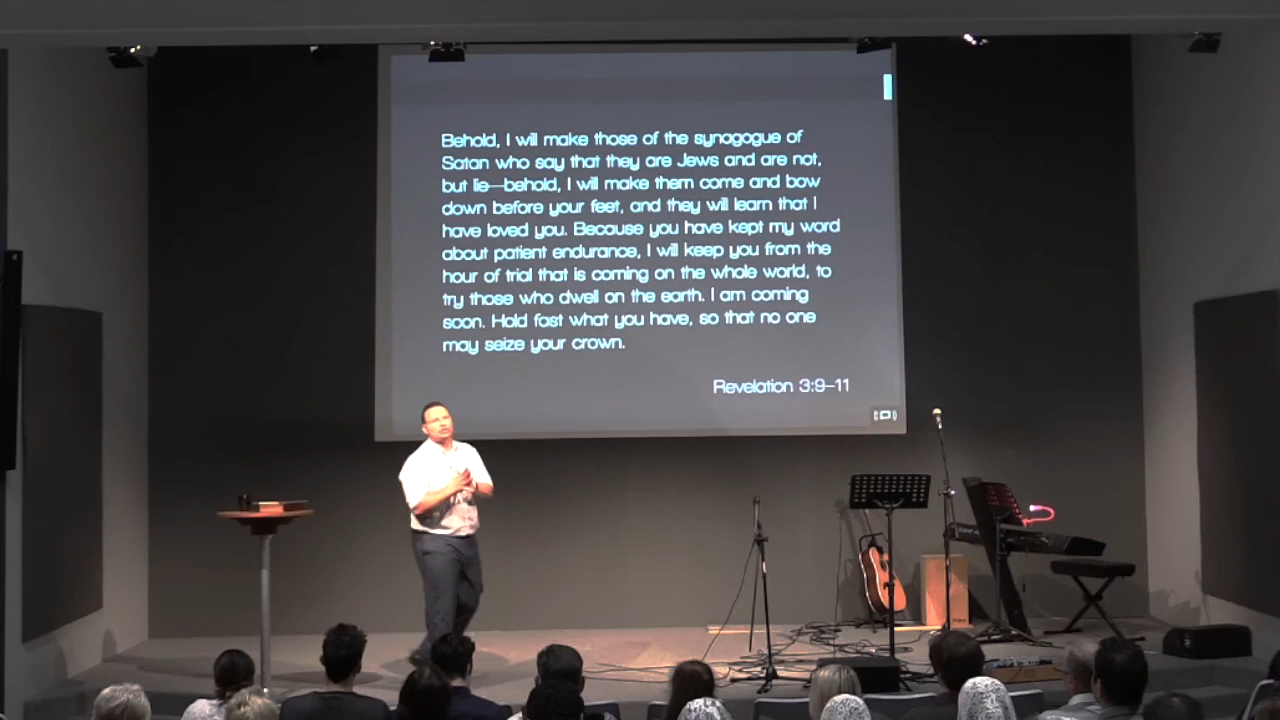 Behold, I will make those of the synagogue of
Satan who say that they are Jews and are not,
but lie—behold, I will make them come and bow
down before your feet, and they will learn that I
have loved you. Because you have kept my word
about patient endurance, I will keep you from the
hour of trial that is coming on the whole world, to
try those who dwell on the earth. I am coming
soon. Hold fast what you have, so that no one
may seize your crown.
Revelation 3:9–11